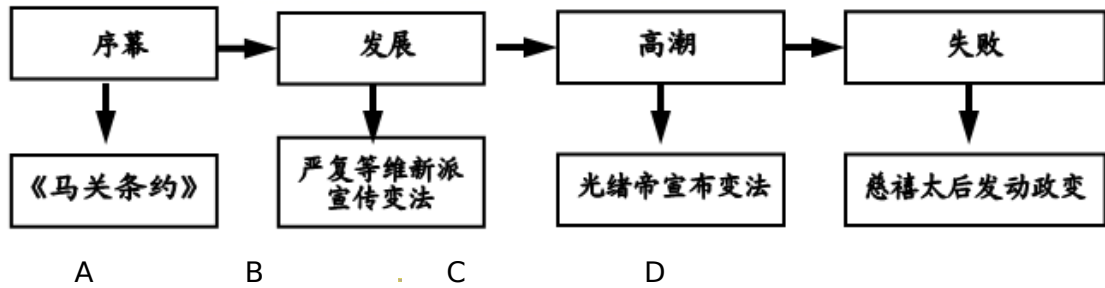 序幕
发展
高潮
失败
《马关条约》
严复等维新派
宣传变法
光绪帝宣布变法
慈禧太后发动政变
A
B
C
D